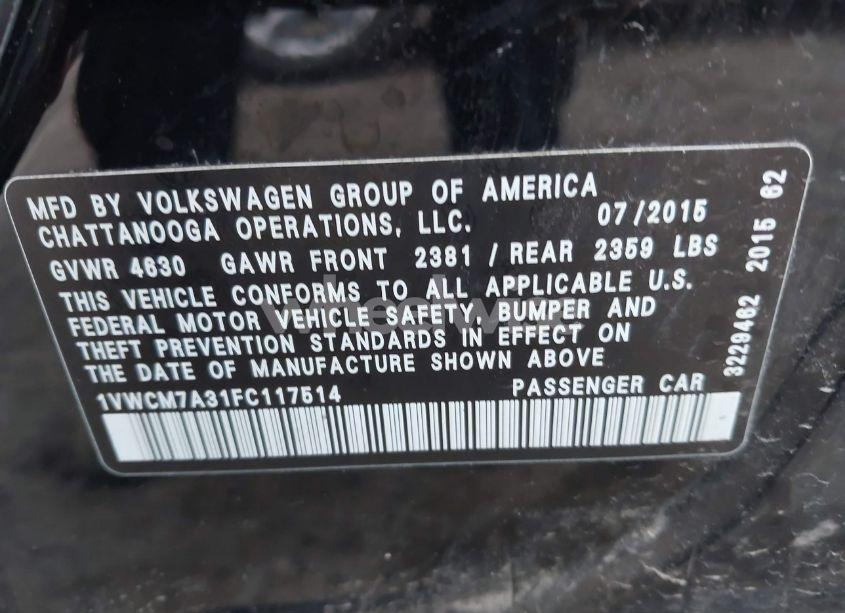 MFD BY VOLKSWAGEN GROUP OF AMERICA
CHATTANOOGA OPERATIONS, LLC. 07/2015
GVWR 4630 GAWR FRONT 2381 / REAR 2359 LBS
THIS VEHICLE CONFORMS TO ALL APPLICABLE U.S.
FEDERAL MOTOR VEHICLE SAFETY, BUMPER AND
THEFT PREVENTION STANDARDS IN EFFECT ON
THE DATE OF MANUFACTURE SHOWN ABOVE
1VWCM7A31FC117514 PASSENGER CAR
3229462 2015 62